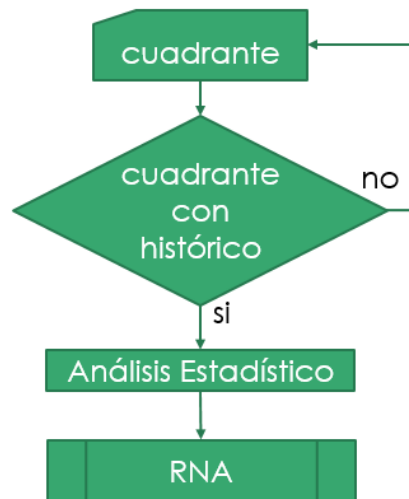 cuadrante
cuadrante
con
histórico
no
si
Análisis Estadístico
RNA